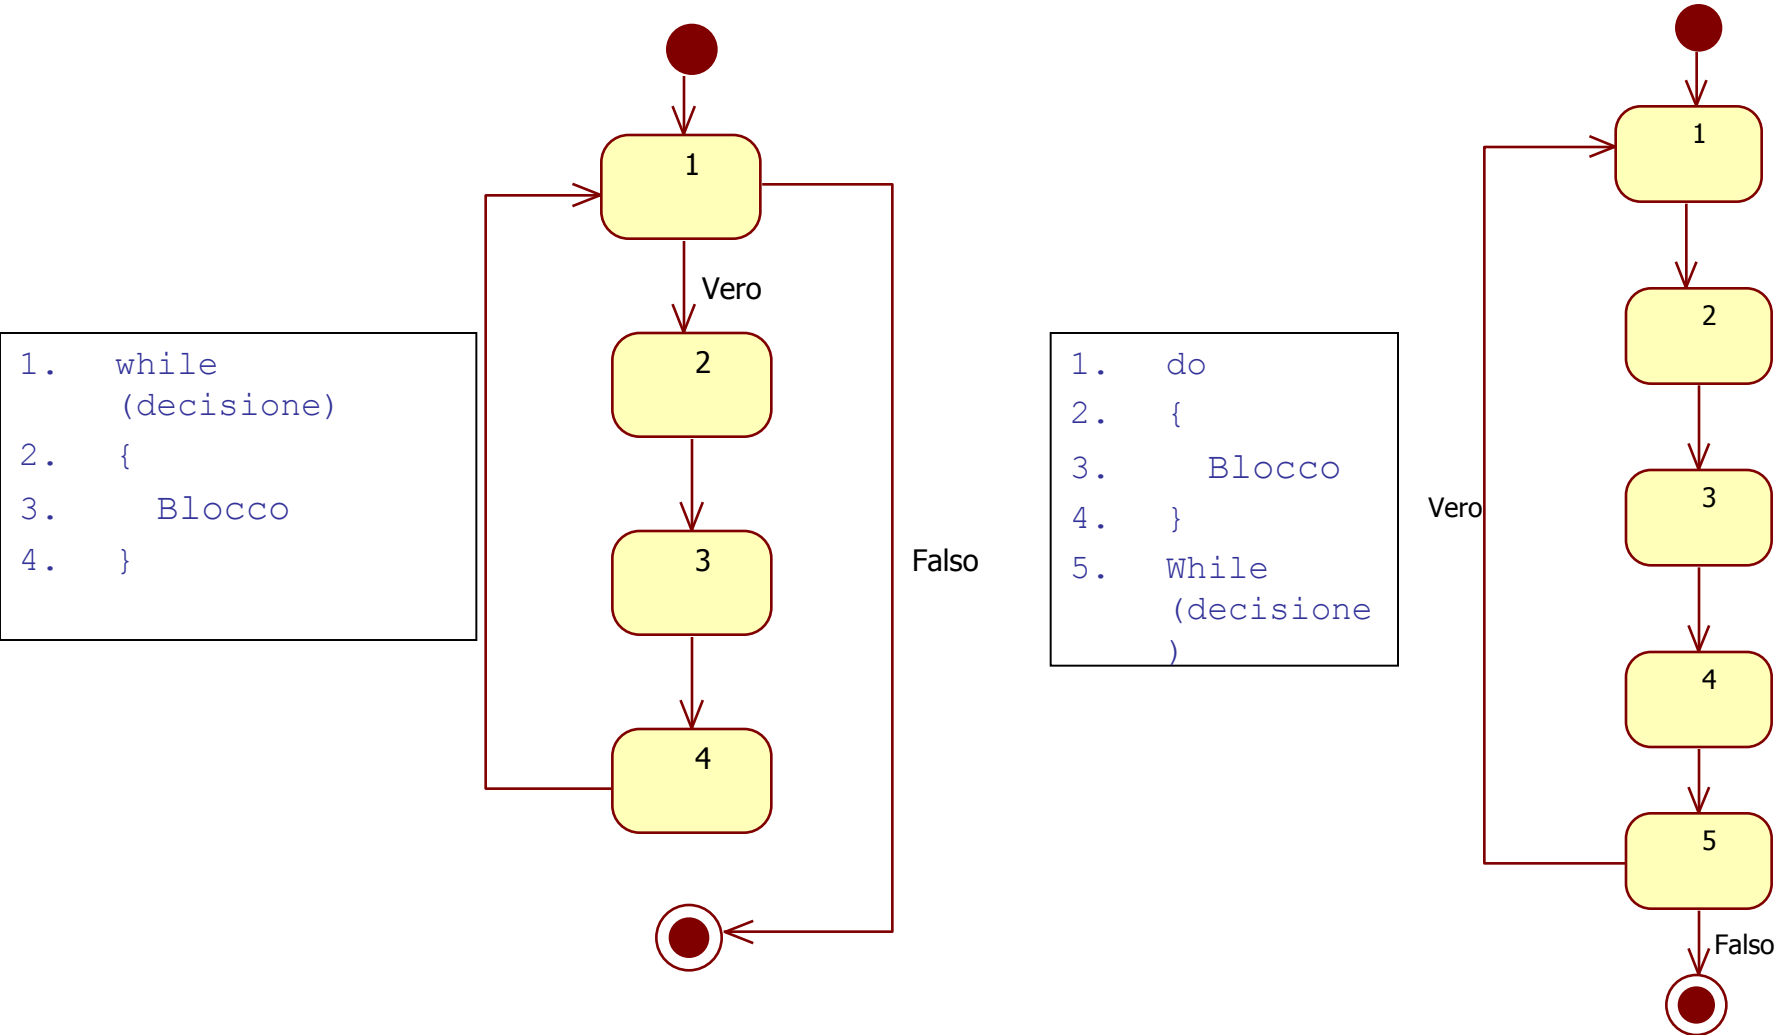 1. while
(decisione)
2. {
3. Blocco
4. }
1
Vero
2
3
4
Falso
1. do
2. {
3. Blocco
4. }
5. While
(decisione
)
Vero
1
2
3
4
5
Falso